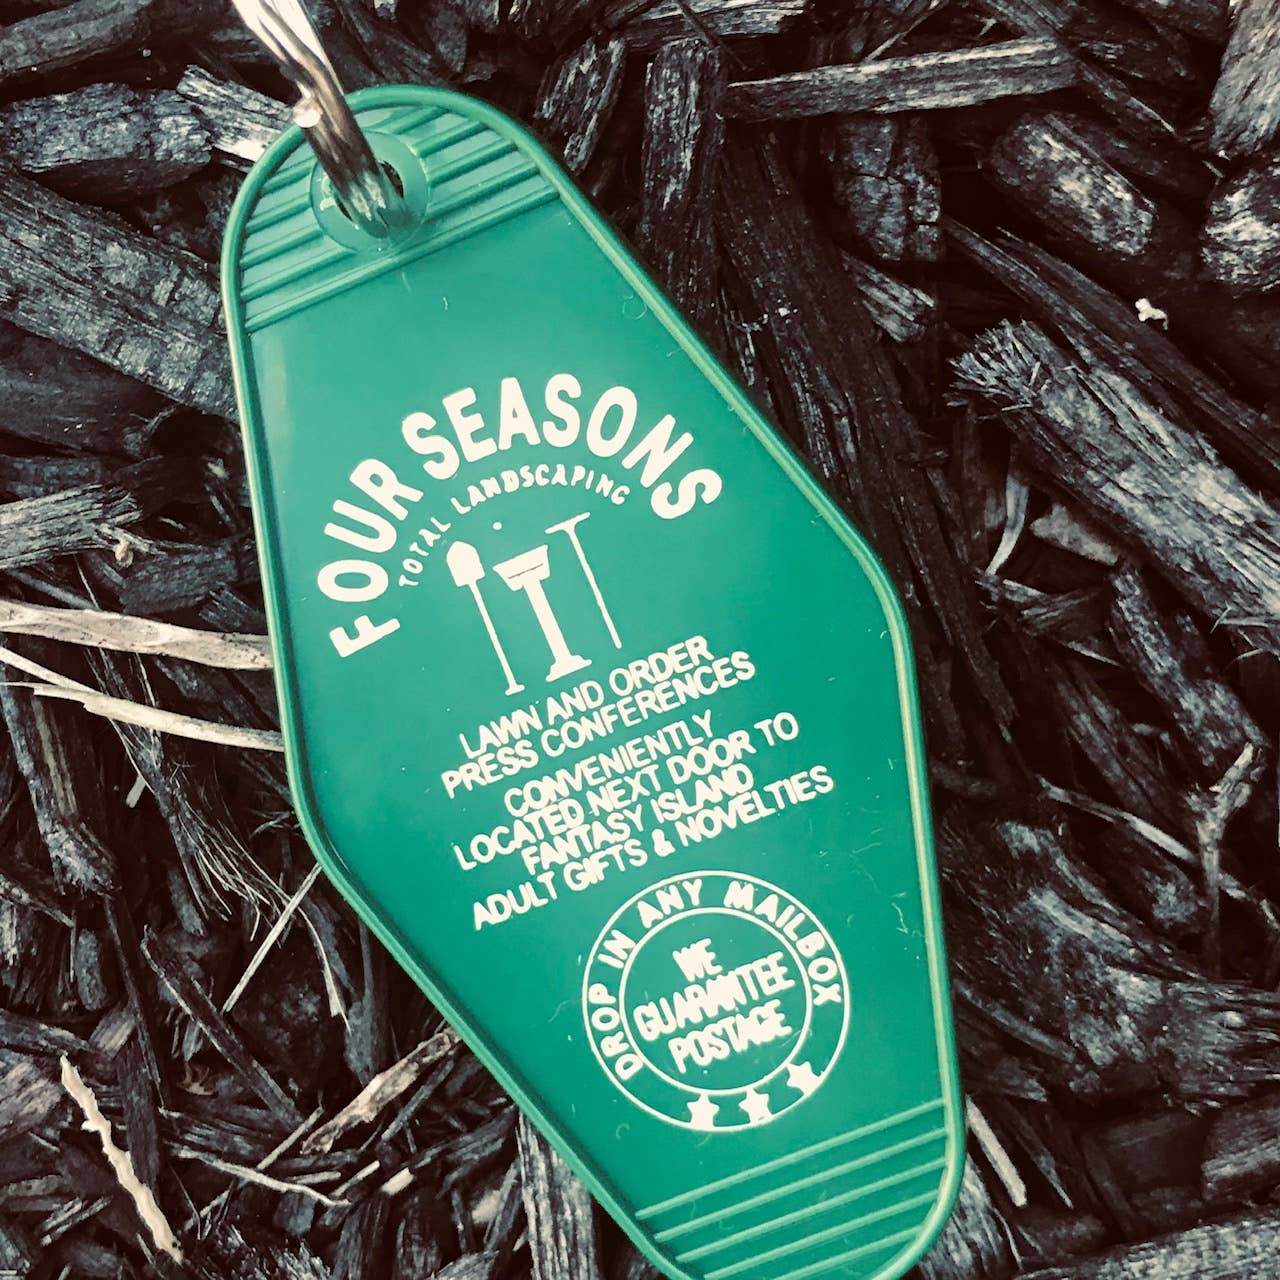 FOUR SEASONS
TOTAL LANDSCAPING
LAWN AND ORDER
PRESS CONFERENCES
CONVENIENTLY
LOCATED NEXT DOOR TO
FANTASY ISLAND
ADULT GIFTS & NOVELTIES
DROP IN ANY MAILBOX
WE
GUARANTEE
POSTAGE